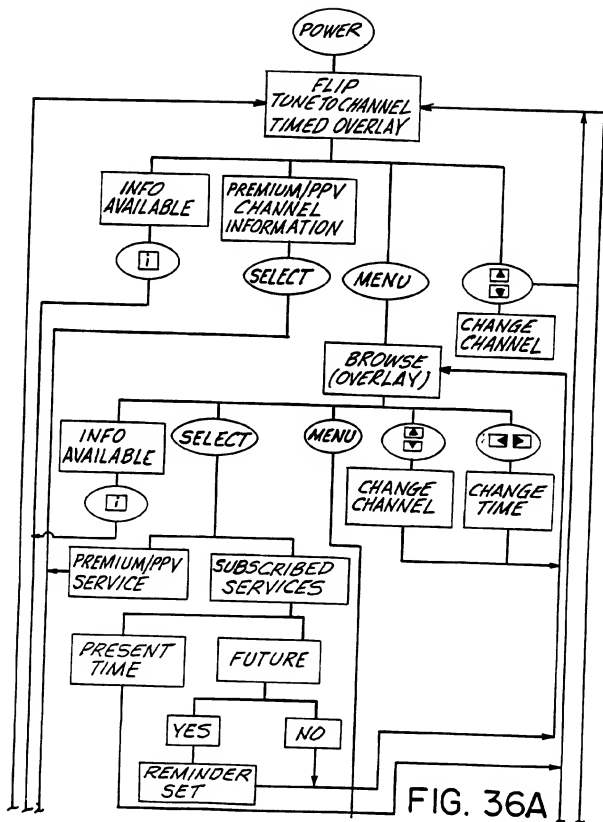 POWER
FLIP
TUNE TO CHANNEL
TIMED OVERLAY
INFO
AVAILABLE
PREMIUM/PPV
CHANNEL
INFORMATION
i
SELECT
MENU
CHANGE
CHANNEL
BROWSE
(OVERLAY)
INFO
AVAILABLE
SELECT
MENU
i
CHANGE
CHANNEL
CHANGE
TIME
PREMIUM/PPV
SERVICE
SUBSCRIBED
SERVICES
PRESENT
TIME
FUTURE
YES
NO
REMINDER
SET
FIG. 36A